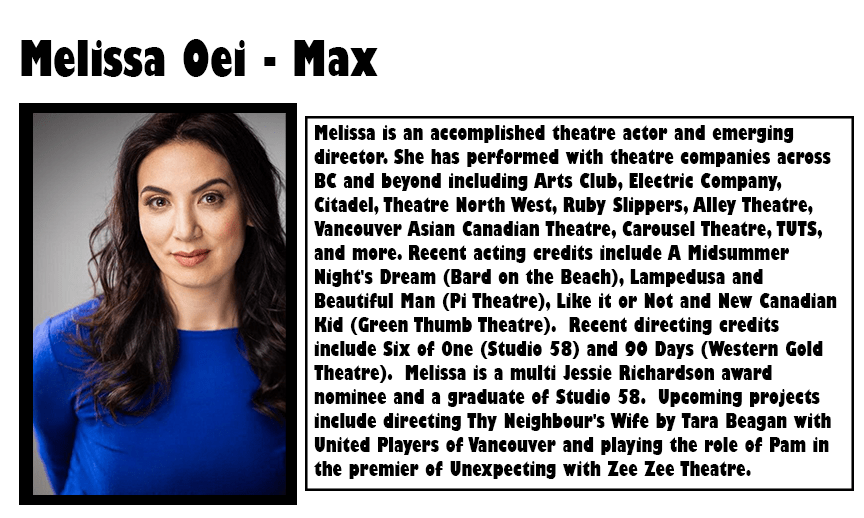 Melissa Oei - Max
Melissa is an accomplished theatre actor and emerging
director. She has performed with theatre companies across
BC and beyond including Arts Club, Electric Company,
Citadel, Theatre North West, Ruby Slippers, Alley Theatre,
Vancouver Asian Canadian Theatre, Carousel Theatre, TUTS,
and more. Recent acting credits include A Midsummer
Night's Dream (Bard on the Beach), Lampedusa and
Beautiful Man (Pi Theatre), Like it or Not and New Canadian
Kid (Green Thumb Theatre).  Recent directing credits
include Six of One (Studio 58) and 90 Days (Western Gold
Theatre).  Melissa is a multi Jessie Richardson award
nominee and a graduate of Studio 58.  Upcoming projects
include directing Thy Neighbour's Wife by Tara Beagan with
United Players of Vancouver and playing the role of Pam in
the premier of Unexpecting with Zee Zee Theatre.